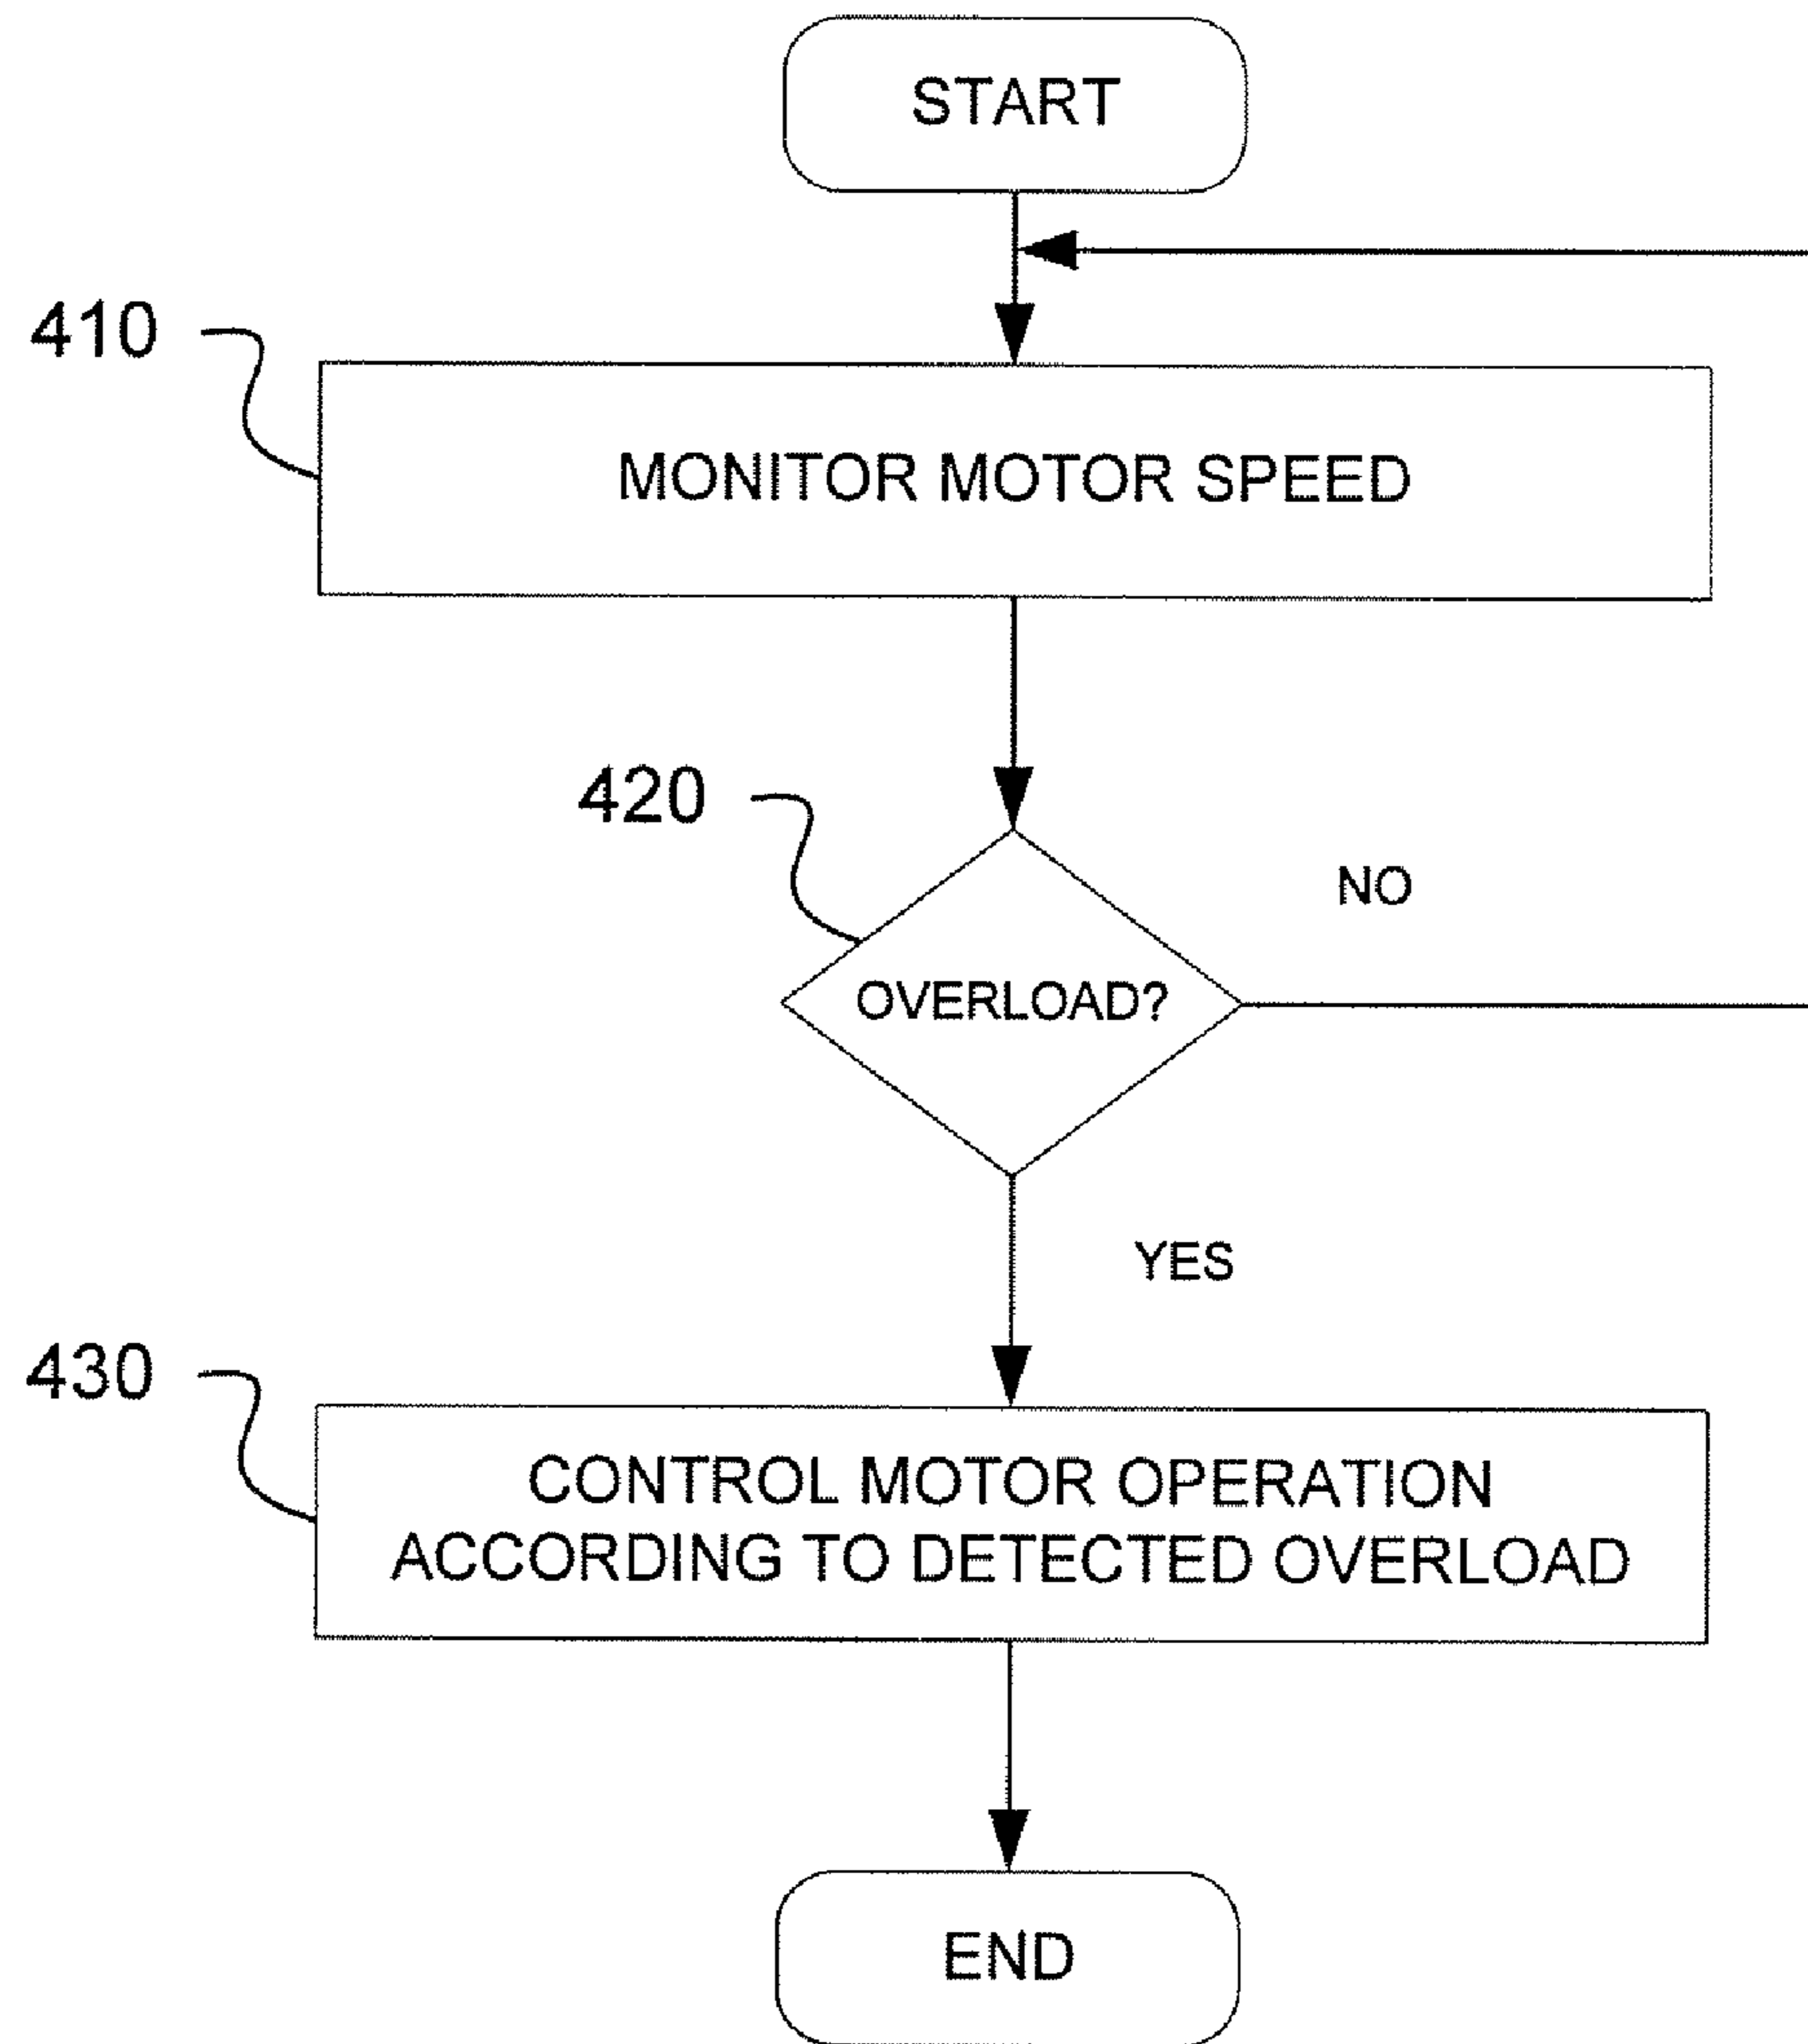 START
410
MONITOR MOTOR SPEED
420
NO
OVERLOAD?
YES
430
CONTROL MOTOR OPERATION
ACCORDING TO DETECTED OVERLOAD
END